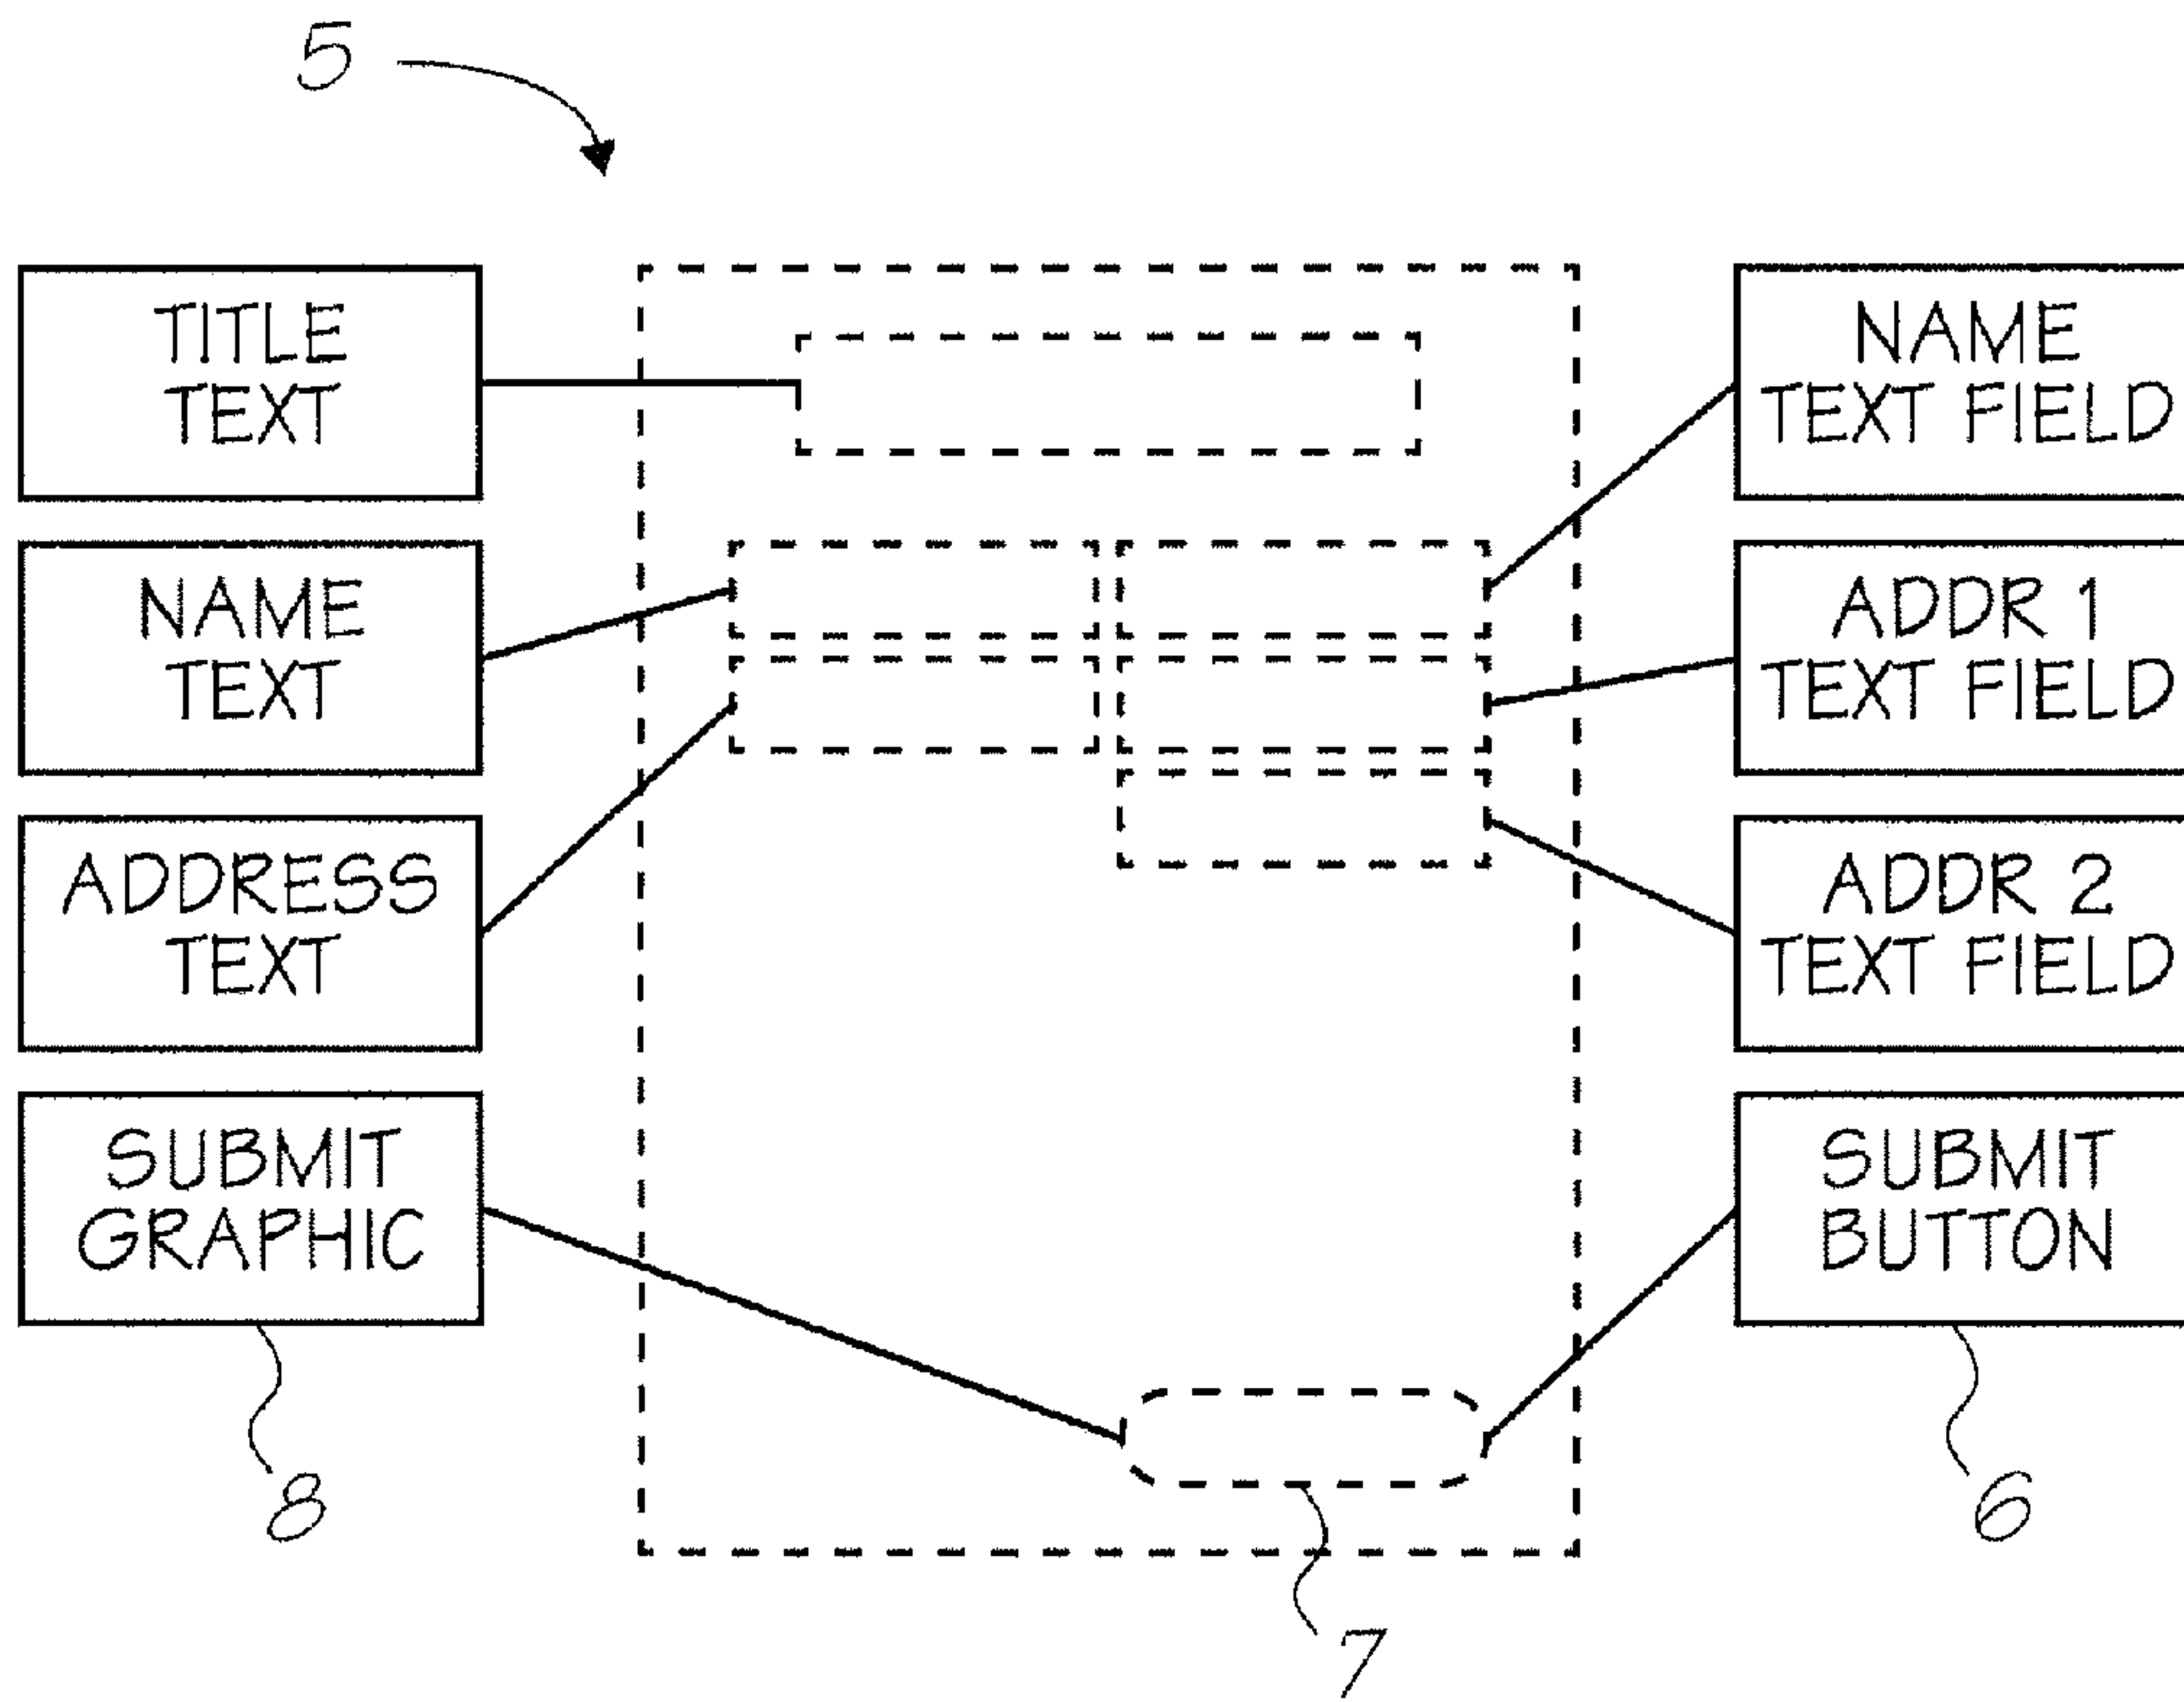 5
TITLE
TEXT
NAME
TEXT
ADDRESS
TEXT
SUBMIT
GRAPHIC
8
NAME
TEXT FIELD
ADDR 1
TEXT FIELD
ADDR 2
TEXT FIELD
SUBMIT
BUTTON
6
7